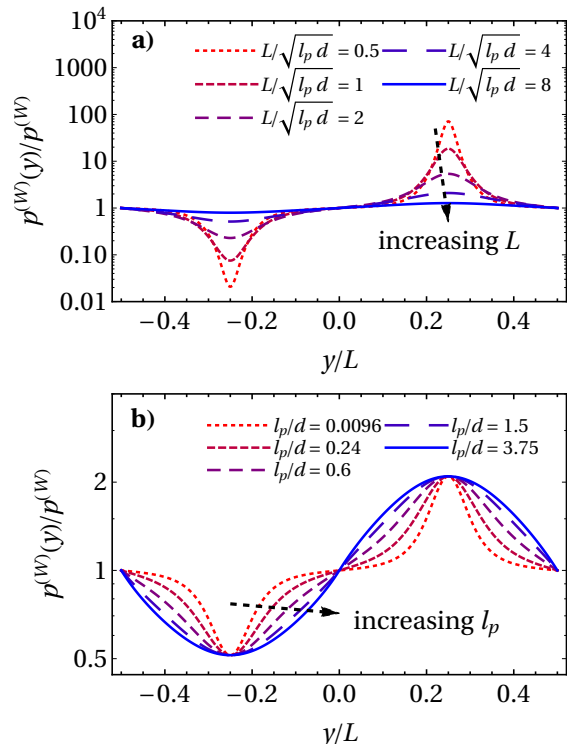 a)
L/√(l_p d) = 0.5
L/√(l_p d) = 4
L/√(l_p d) = 1
L/√(l_p d) = 8
L/√(l_p d) = 2
10⁴
1000
100
10
1
0.10
0.01
p^(W)(y)/p^(W)
increasing L
−0.4 −0.2 0.0 0.2 0.4
y/L
b)
l_p/d = 0.0096
l_p/d = 1.5
l_p/d = 0.24
l_p/d = 3.75
l_p/d = 0.6
2
1
0.5
p^(W)(y)/p^(W)
increasing l_p
−0.4 −0.2 0.0 0.2 0.4
y/L